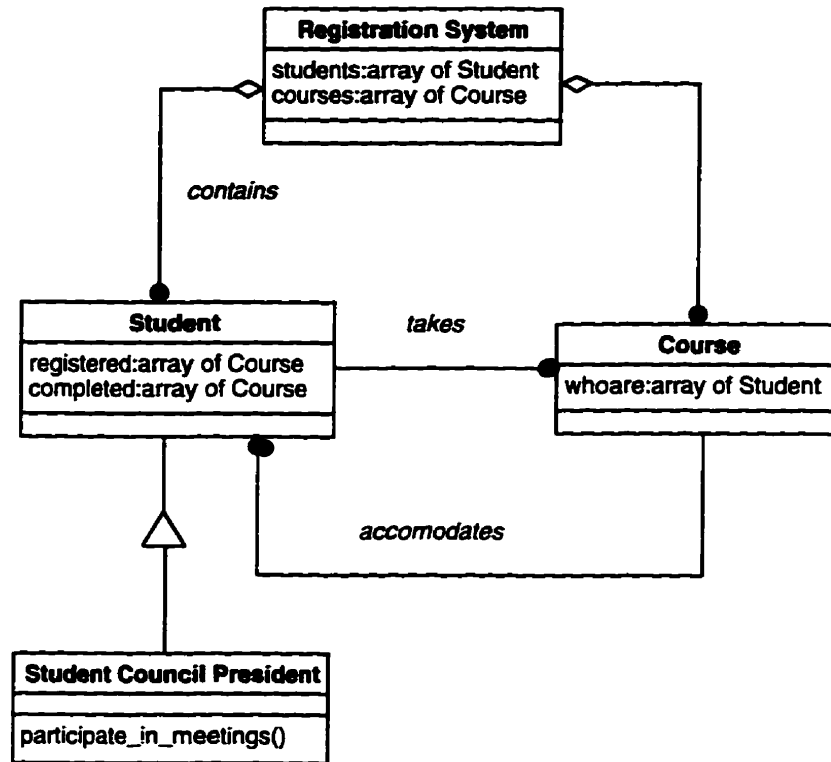 Registration System
students:array of Student
courses:array of Course
contains
Student
registered:array of Course
completed:array of Course
takes
Course
whoare:array of Student
accomodates
Student Council President
participate_in_meetings()